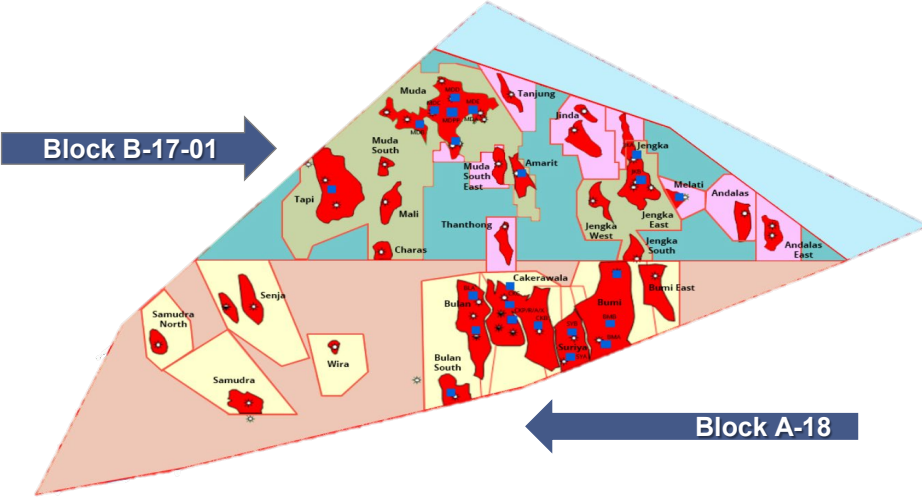 Block B-17-01
Muda
Tanjung
Jinda
Muda
South
Jengka
Amarit
Muda
South
East
Melati
Andalas
Tapi
Mali
Thanthong
Jengka
West
Jengka
East
Andalas
East
Charas
Jengka
South
Cakerawala
Senja
Bulan
Bumi
Bumi East
Samudra
North
Suriya
Wira
Bulan
South
Samudra
Block A-18